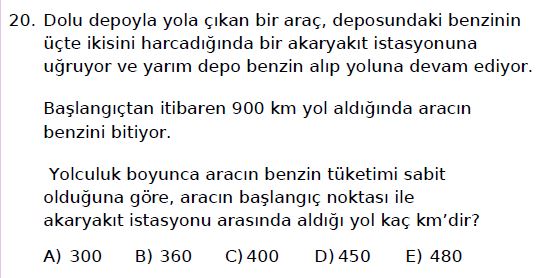 20. Dolu depoyla yola çıkan bir araç, deposundaki benzinin
üçte ikisini harcadığında bir akaryakıt istasyonuna
uğruyor ve yarım depo benzin alıp yoluna devam ediyor.
Başlangıçtan itibaren 900 km yol aldığında aracın
benzini bitiyor.
Yolculuk boyunca aracın benzin tüketimi sabit
olduğuna göre, aracın başlangıç noktası ile
akaryakıt istasyonu arasında aldığı yol kaç km’dir?
A) 300 B) 360 C) 400 D) 450 E) 480